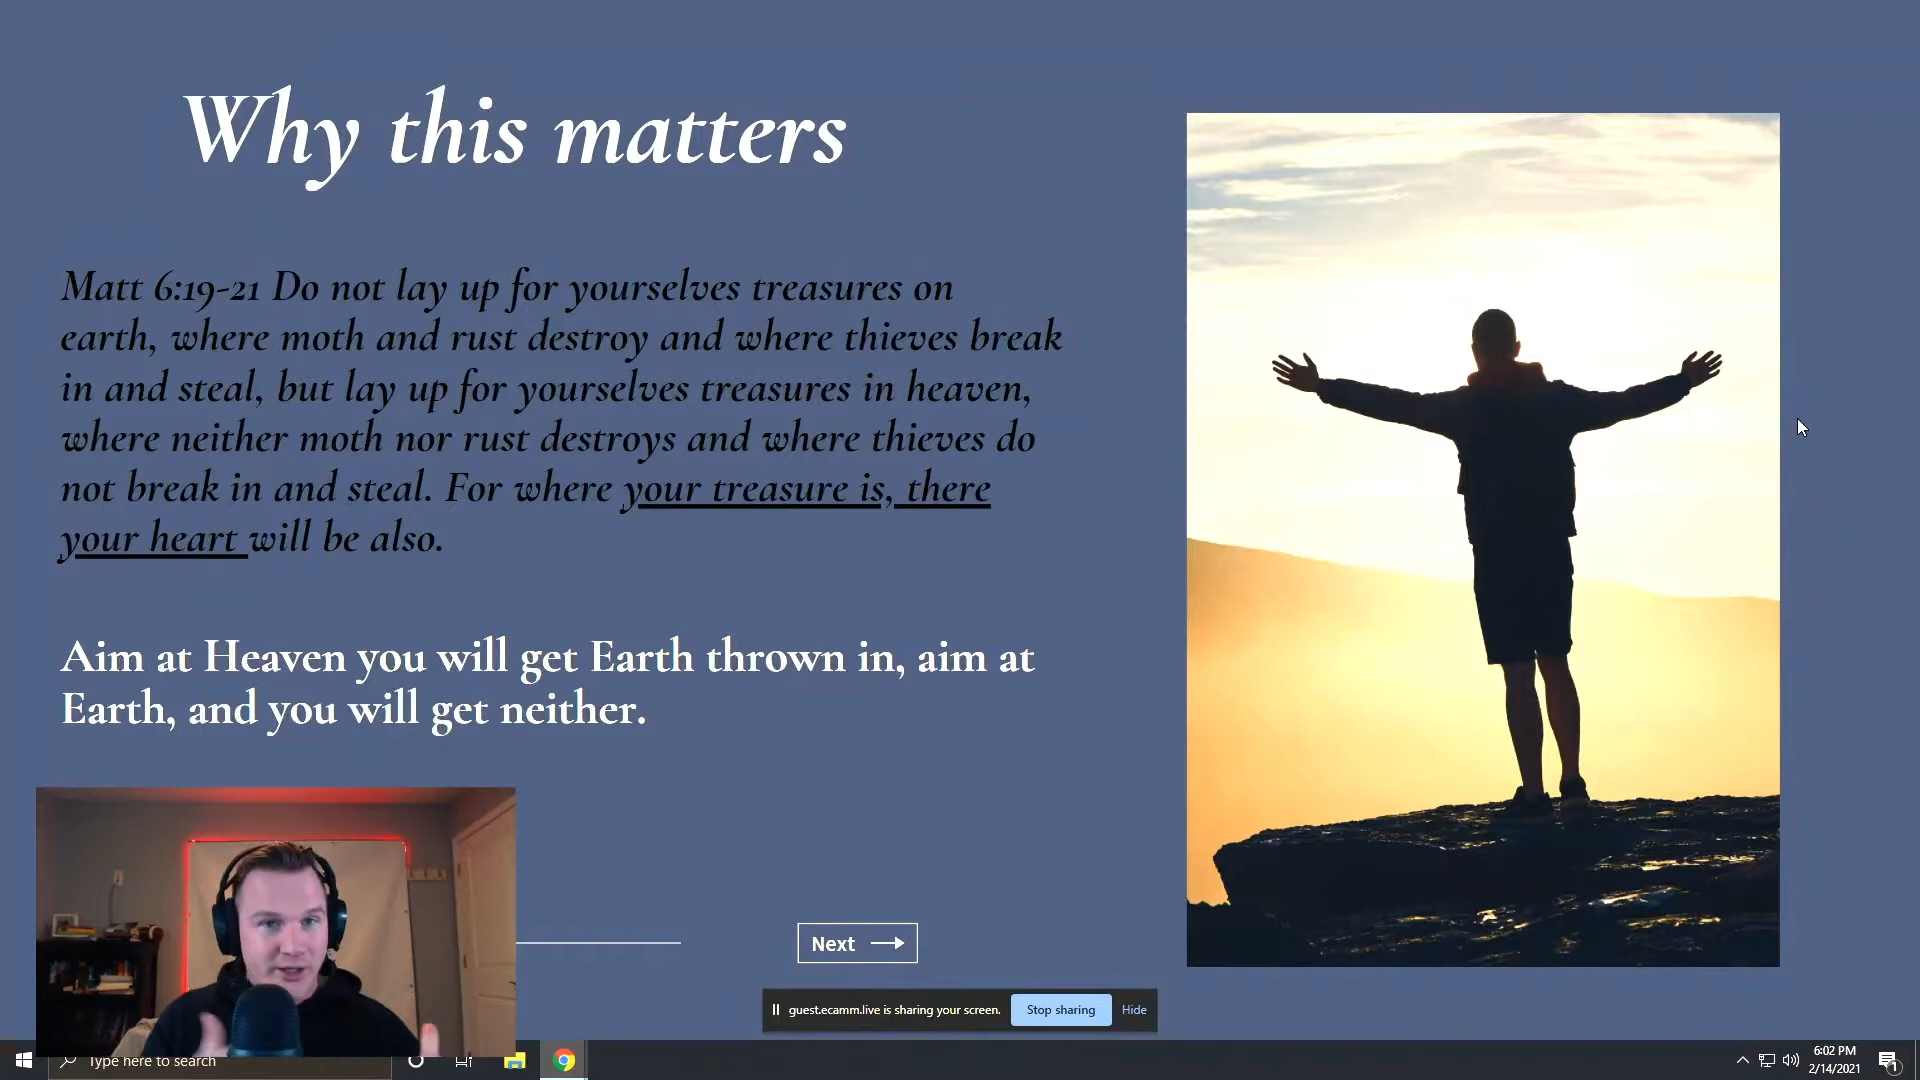 Why this matters
Matt 6:19-21 Do not lay up for yourselves treasures on
earth, where moth and rust destroy and where thieves break
in and steal, but lay up for yourselves treasures in heaven,
where neither moth nor rust destroys and where thieves do
not break in and steal. For where your treasure is, there
your heart will be also.
Aim at Heaven you will get Earth thrown in, aim at
Earth, and you will get neither.
Next
guest.ecamm.live is sharing your screen.
Stop sharing
Hide
Type here to search
6:02 PM
2/14/2021
1